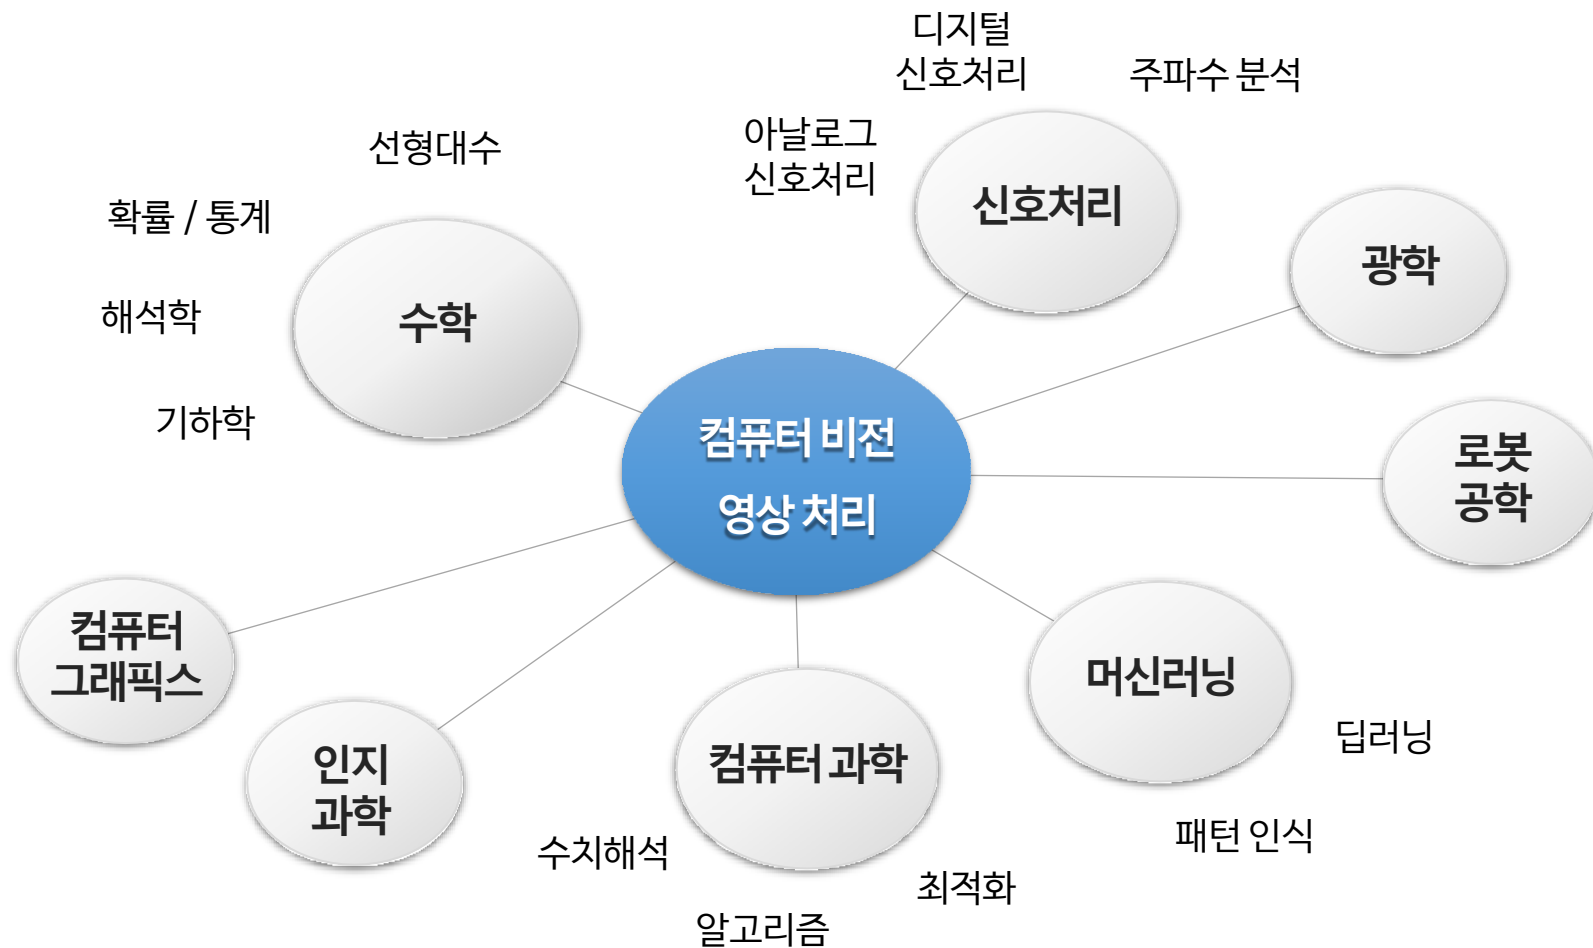 디지털
신호처리
주파수 분석
아날로그
신호처리
선형대수
신호처리
확률 / 통계
광학
해석학
수학
기하학
컴퓨터 비전
영상 처리
로봇
공학
컴퓨터
그래픽스
머신러닝
인지
과학
컴퓨터 과학
딥러닝
패턴 인식
수치해석
최적화
알고리즘